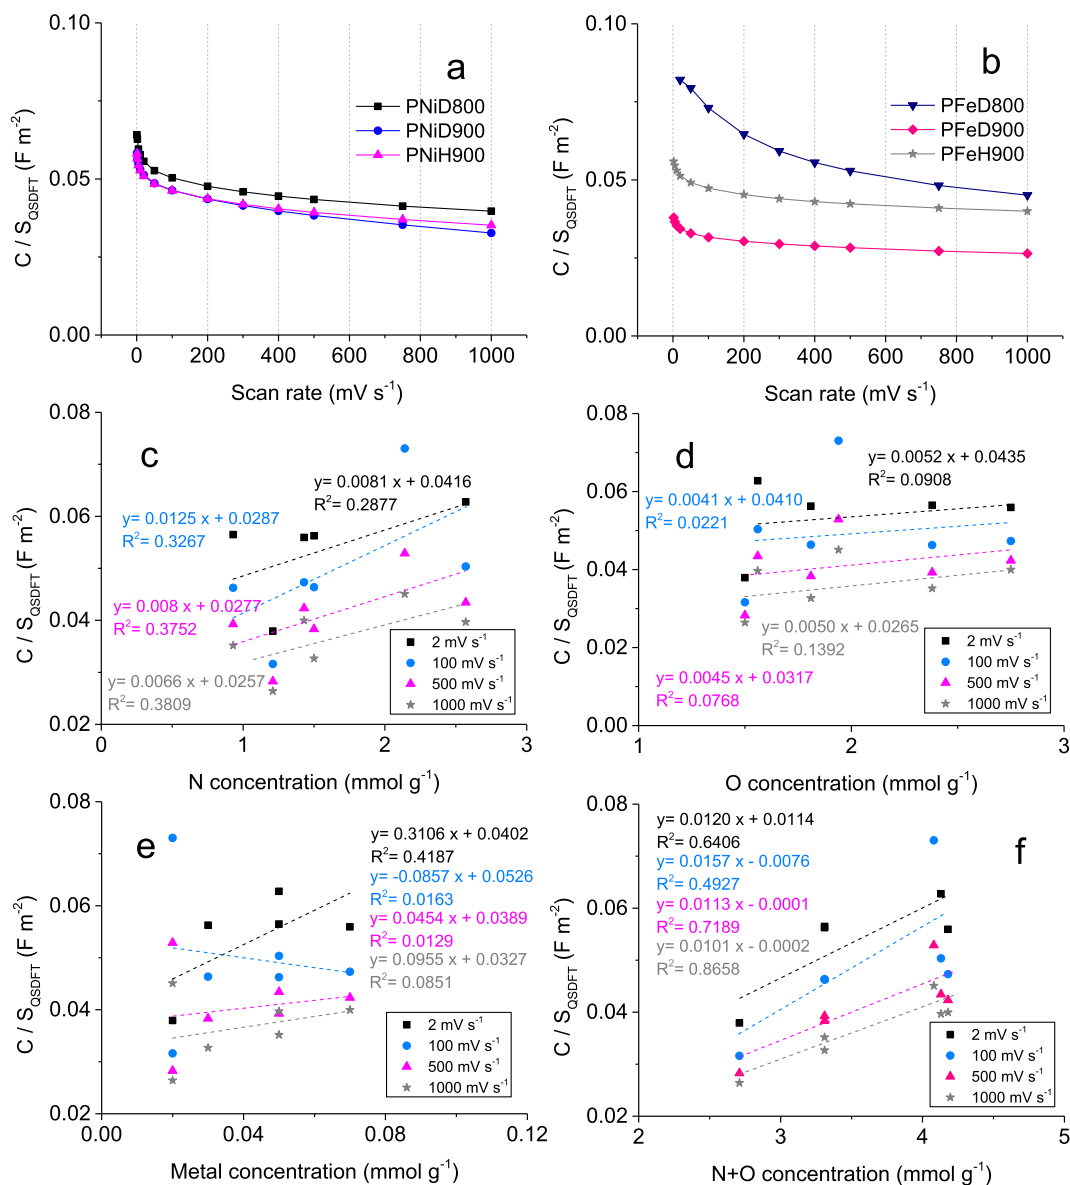 a
PNiD800
PNiD900
PNiH900
0.10
0.05
0.00
C / S_QSDFT (F m⁻²)
0 200 400 600 800 1000
Scan rate (mV s⁻¹)
b
PFeD800
PFeD900
PFeH900
0.10
0.05
0.00
C / S_QSDFT (F m⁻²)
0 200 400 600 800 1000
Scan rate (mV s⁻¹)
c
y= 0.0081 x + 0.0416
R²= 0.2877
y= 0.0125 x + 0.0287
R²= 0.3267
y= 0.008 x + 0.0277
R²= 0.3752
y= 0.0066 x + 0.0257
R²= 0.3809
2 mV s⁻¹
100 mV s⁻¹
500 mV s⁻¹
1000 mV s⁻¹
0.08
0.06
0.04
0.02
C / S_QSDFT (F m⁻²)
0 1 2 3
N concentration (mmol g⁻¹)
d
y= 0.0052 x + 0.0435
R²= 0.0908
y= 0.0041 x + 0.0410
R²= 0.0221
y= 0.0050 x + 0.0265
R²= 0.1392
y= 0.0045 x + 0.0317
R²= 0.0768
2 mV s⁻¹
100 mV s⁻¹
500 mV s⁻¹
1000 mV s⁻¹
0.08
0.06
0.04
0.02
0.00
C / S_QSDFT (F m⁻²)
1 2 3
O concentration (mmol g⁻¹)
e
y= 0.3106 x + 0.0402
R²= 0.4187
y= -0.0857 x + 0.0526
R²= 0.0163
y= 0.0454 x + 0.0389
R²= 0.0129
y= 0.0955 x + 0.0327
R²= 0.0851
2 mV s⁻¹
100 mV s⁻¹
500 mV s⁻¹
1000 mV s⁻¹
0.08
0.06
0.04
0.02
C / S_QSDFT (F m⁻²)
0.00 0.04 0.08 0.12
Metal concentration (mmol g⁻¹)
f
y= 0.0120 x + 0.0114
R²= 0.6406
y= 0.0157 x - 0.0076
R²= 0.4927
y= 0.0113 x - 0.0001
R²= 0.7189
y= 0.0101 x - 0.0002
R²= 0.8658
2 mV s⁻¹
100 mV s⁻¹
500 mV s⁻¹
1000 mV s⁻¹
0.08
0.06
0.04
0.02
C / S_QSDFT (F m⁻²)
2 3 4 5
N+O concentration (mmol g⁻¹)